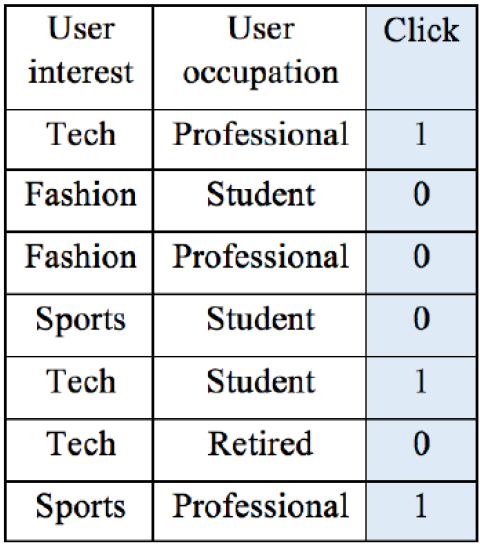 User interest User occupation Click
Tech Professional 1
Fashion Student 0
Fashion Professional 0
Sports Student 0
Tech Student 1
Tech Retired 0
Sports Professional 1